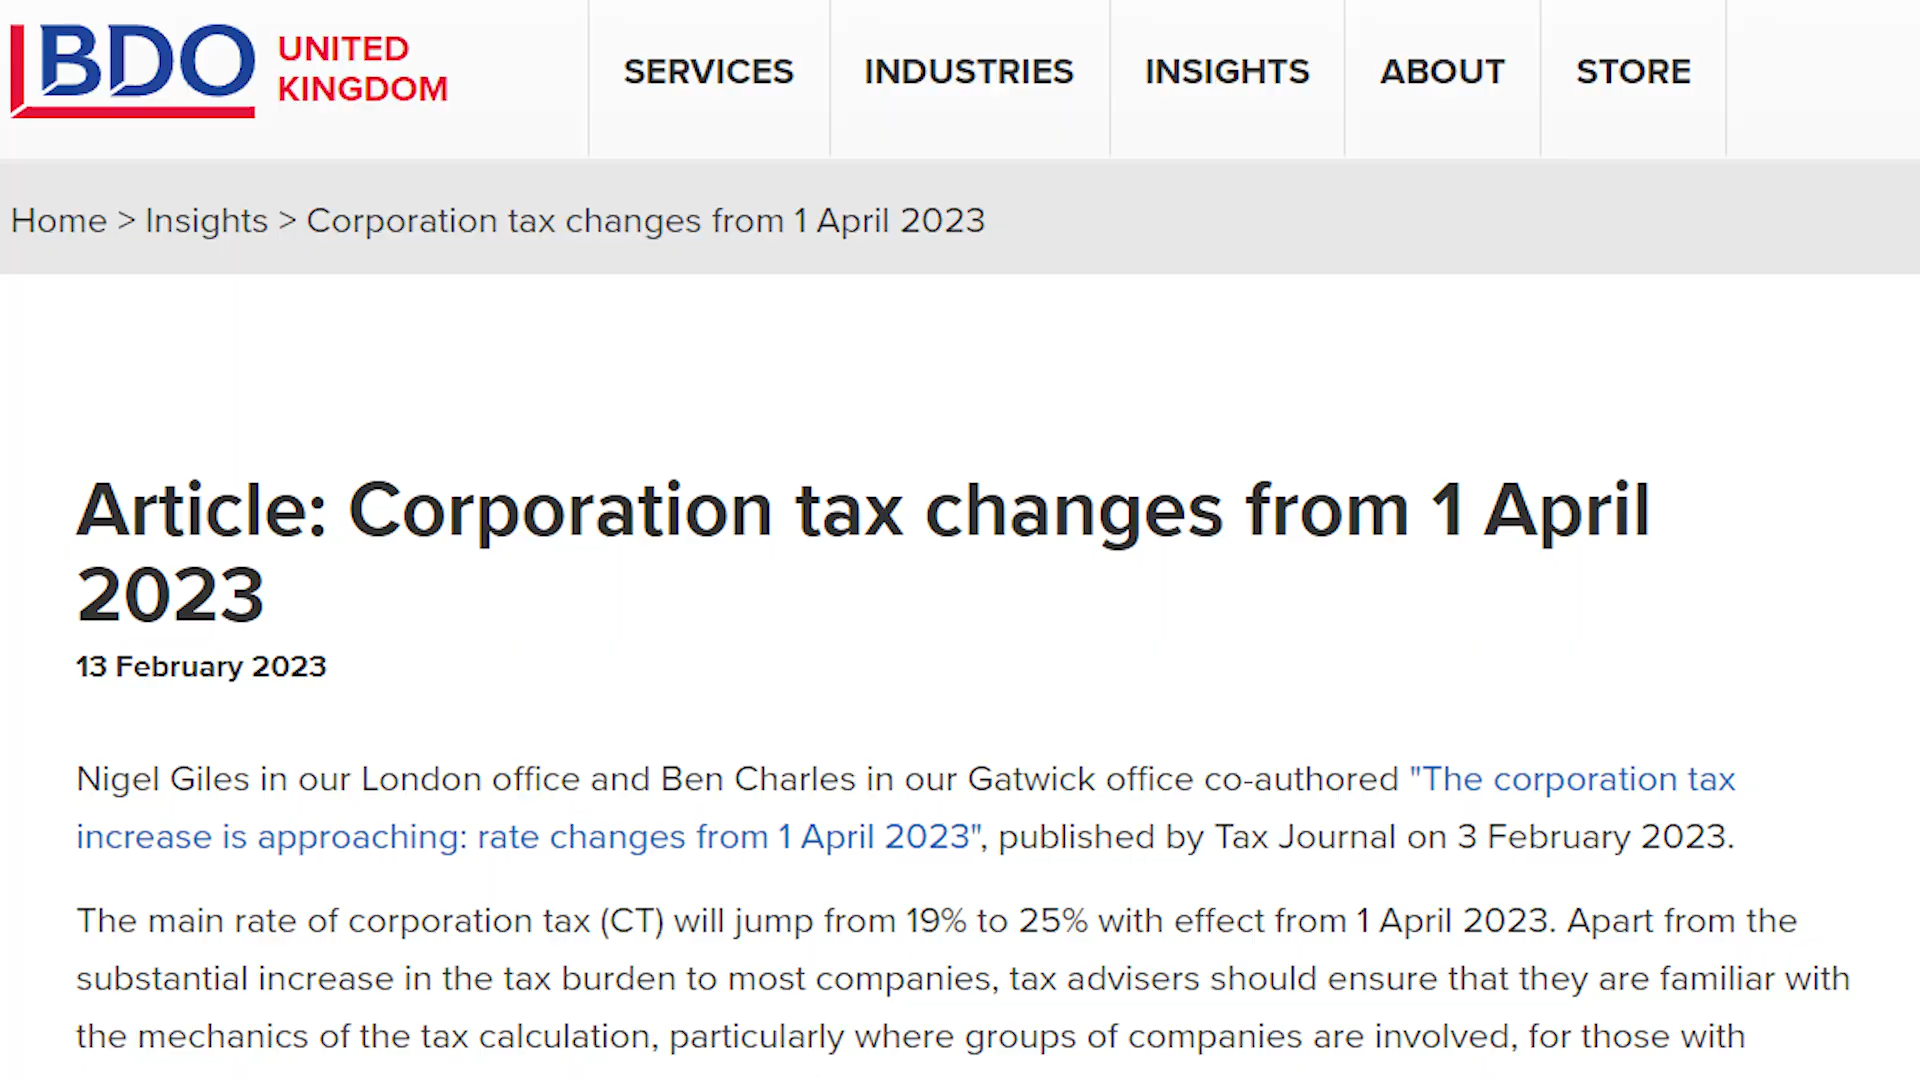 BDO UNITED
KINGDOM
SERVICES INDUSTRIES INSIGHTS ABOUT STORE
Home > Insights > Corporation tax changes from 1 April 2023
Article: Corporation tax changes from 1 April
2023
13 February 2023
Nigel Giles in our London office and Ben Charles in our Gatwick office co-authored "The corporation tax
increase is approaching: rate changes from 1 April 2023", published by Tax Journal on 3 February 2023.
The main rate of corporation tax (CT) will jump from 19% to 25% with effect from 1 April 2023. Apart from the
substantial increase in the tax burden to most companies, tax advisers should ensure that they are familiar with
the mechanics of the tax calculation, particularly where groups of companies are involved, for those with